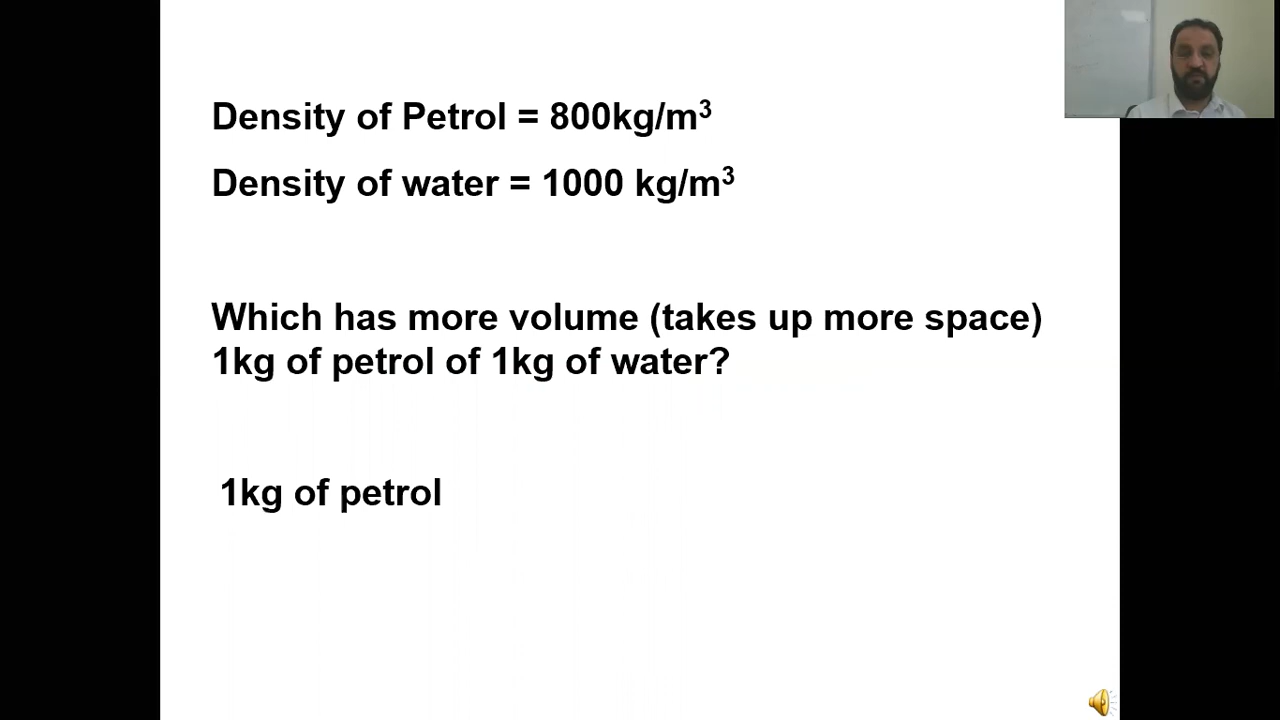 Density of Petrol = 800kg/m³
Density of water = 1000 kg/m³
Which has more volume (takes up more space)
1kg of petrol of 1kg of water?
1kg of petrol